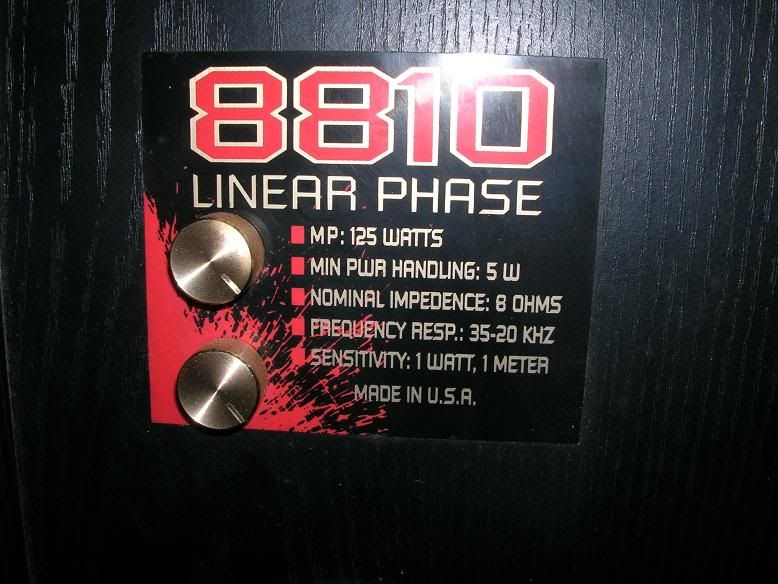 8810
LINEAR PHASE
MP: 125 WATTS
MIN PWR HANDLING: 5 W
NOMINAL IMPEDENCE: 8 OHMS
FREQUENCY RESP.: 35-20 KHZ
SENSITIVITY: 1 WATT, 1 METER
MADE IN U.S.A.